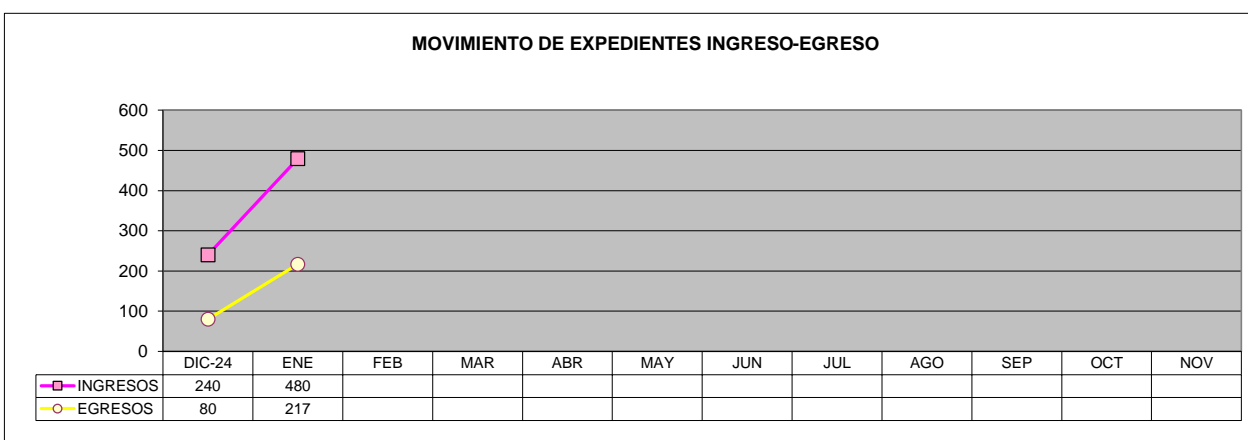 MOVIMIENTO DE EXPEDIENTES INGRESO-EGRESO
600
500
400
300
200
100
0
DIC-24 ENE FEB MAR ABR MAY JUN JUL AGO SEP OCT NOV
INGRESOS 240 480
EGRESOS 80 217